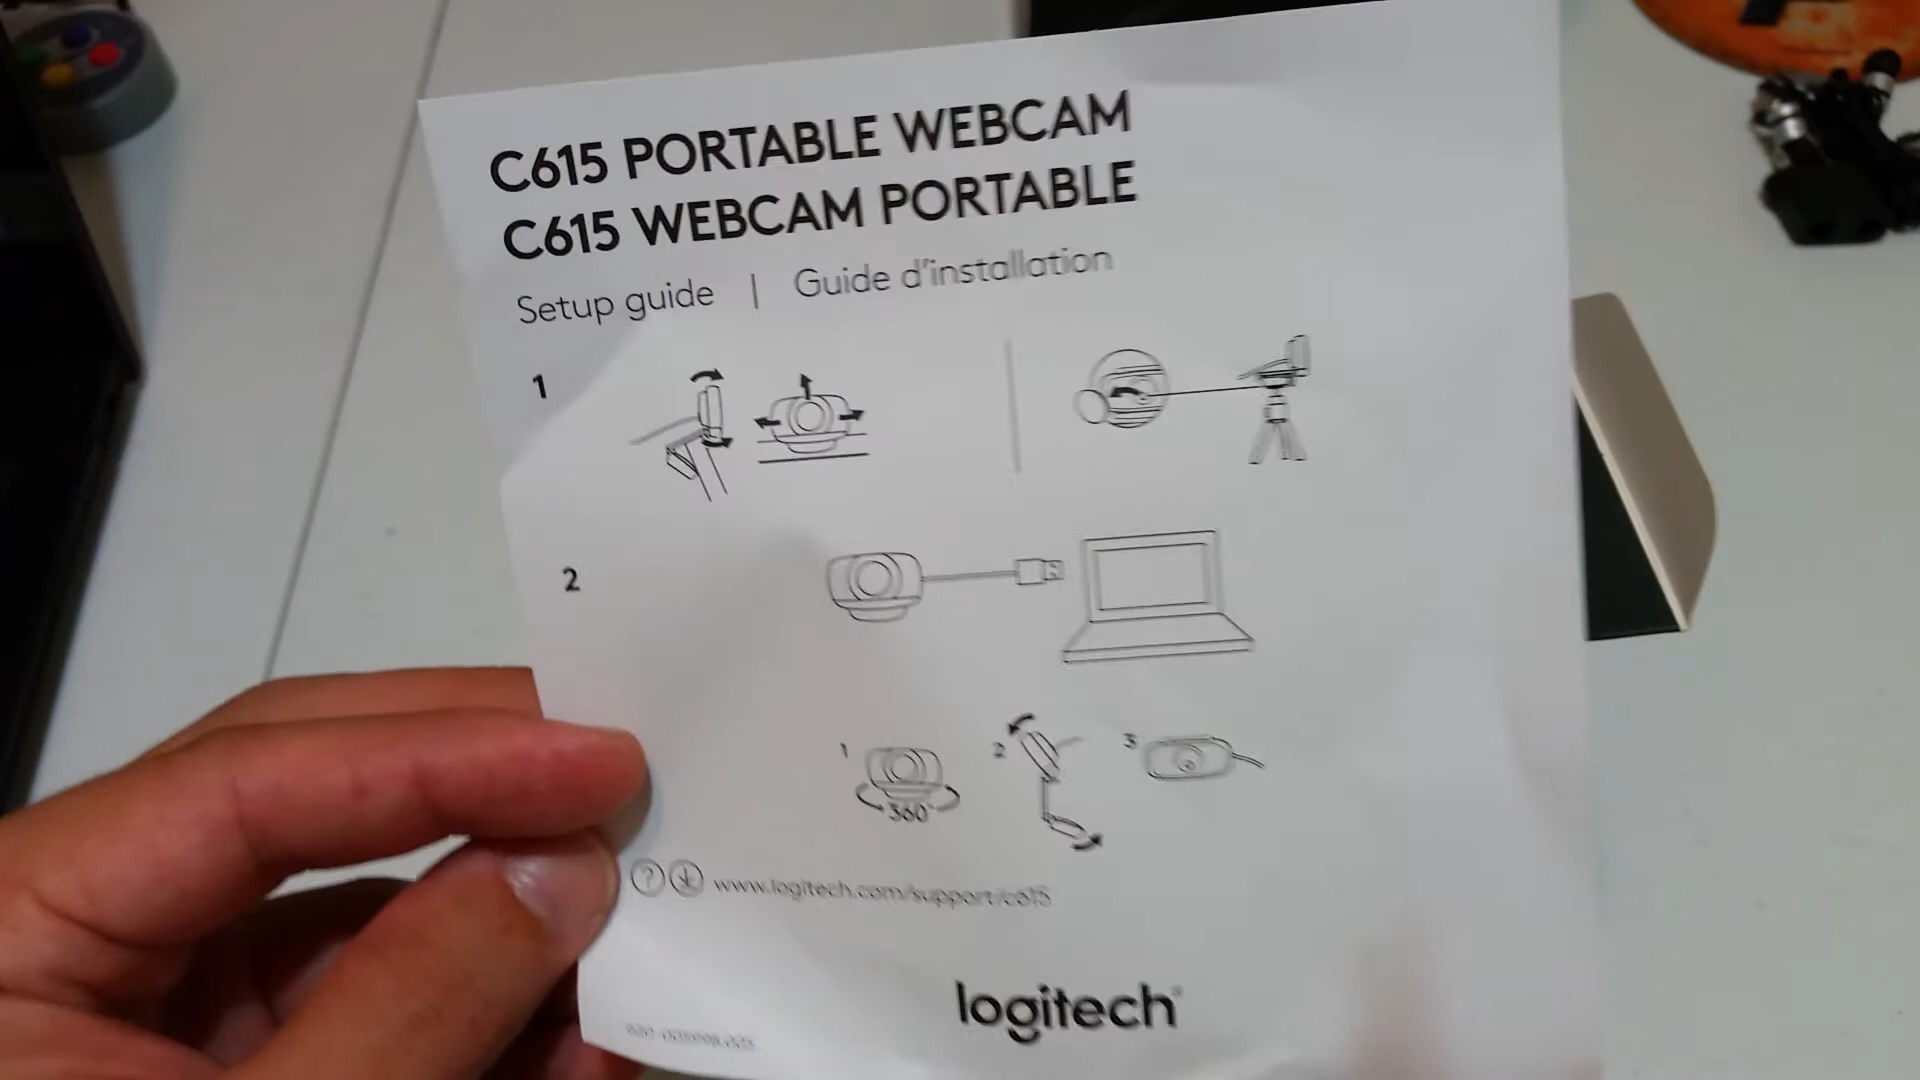 C615 PORTABLE WEBCAM
C615 WEBCAM PORTABLE
Setup guide | Guide d'installation
1
2
1 2 3
360°
www.logitech.com/support/c615
logitech